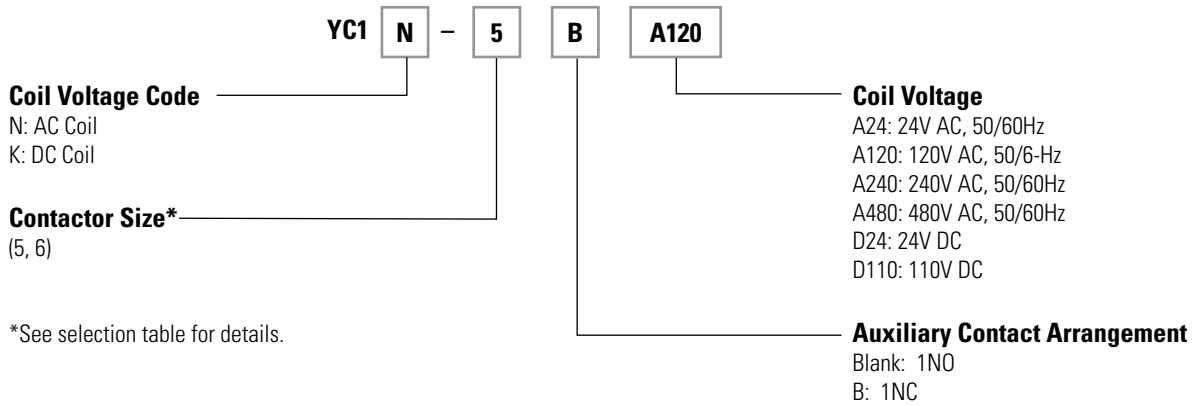 YC1 N – 5 B A120
Coil Voltage Code
N: AC Coil
K: DC Coil
Contactor Size*
(5, 6)
*See selection table for details.
Coil Voltage
A24: 24V AC, 50/60Hz
A120: 120V AC, 50/6-Hz
A240: 240V AC, 50/60Hz
A480: 480V AC, 50/60Hz
D24: 24V DC
D110: 110V DC
Auxiliary Contact Arrangement
Blank: 1NO
B: 1NC